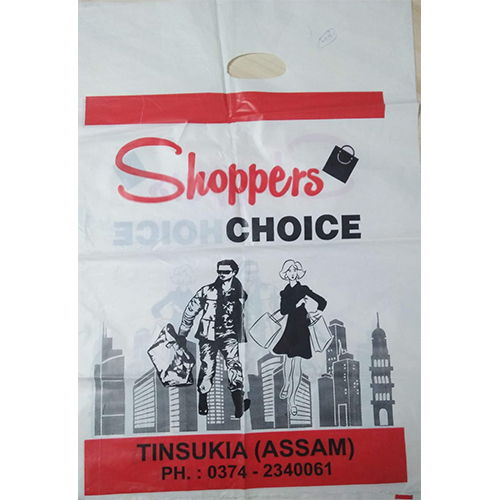 Shoppers
CHOICE
TINSUKIA (ASSAM)
PH. : 0374 - 2340061